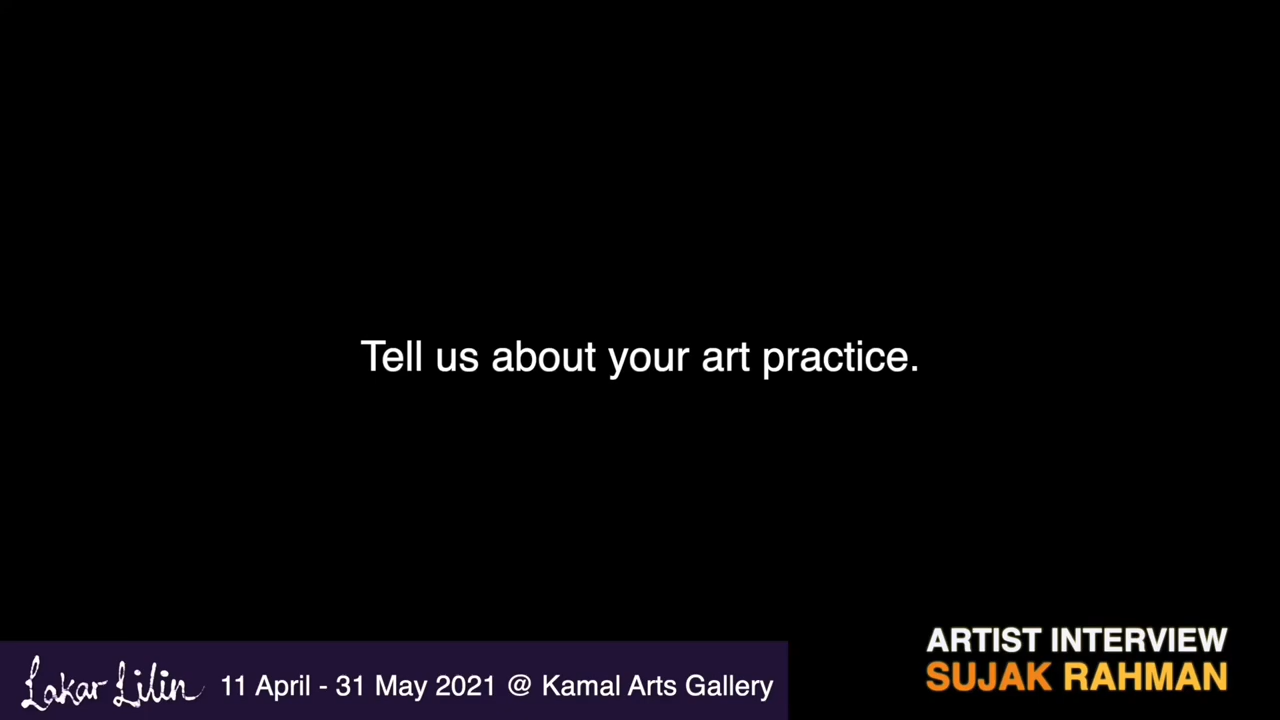 Tell us about your art practice.
ARTIST INTERVIEW
SUJAK RAHMAN
Lakar Lilin 11 April - 31 May 2021 @ Kamal Arts Gallery